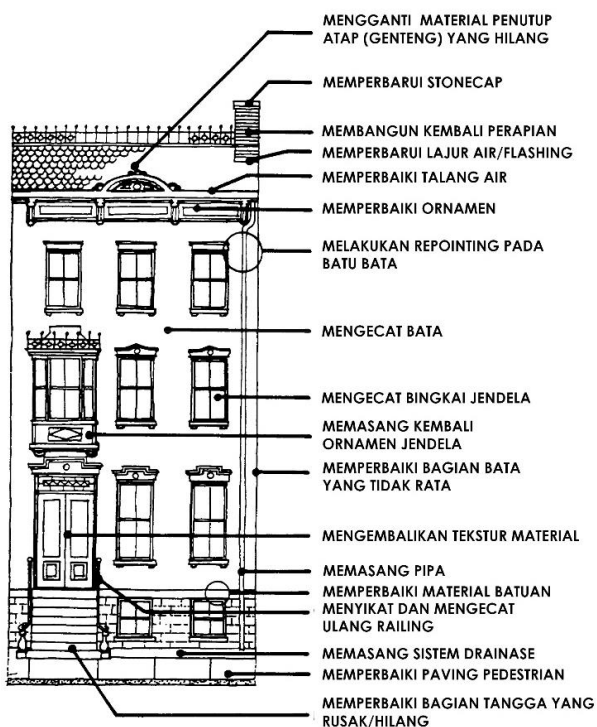 MENGGANTI MATERIAL PENUTUP
ATAP (GENTENG) YANG HILANG
MEMPERBARUI STONECAP
MEMBANGUN KEMBALI PERAPIAN
MEMPERBARUI LAJUR AIR/FLASHING
MEMPERBAIKI TALANG AIR
MEMPERBAIKI ORNAMEN
MELAKUKAN REPOINTING PADA
BATU BATA
MENGECAT BATA
MENGECAT BINGKAI JENDELA
MEMASANG KEMBALI
ORNAMEN JENDELA
MEMPERBAIKI BAGIAN BATA
YANG TIDAK RATA
MENGEMBALIKAN TEKSTUR MATERIAL
MEMASANG PIPA
MEMPERBAIKI MATERIAL BATUAN
MENYIKAT DAN MENGECAT
ULANG RAILING
MEMASANG SISTEM DRAINASE
MEMPERBAIKI PAVING PEDESTRIAN
MEMPERBAIKI BAGIAN TANGGA YANG
RUSAK/HILANG